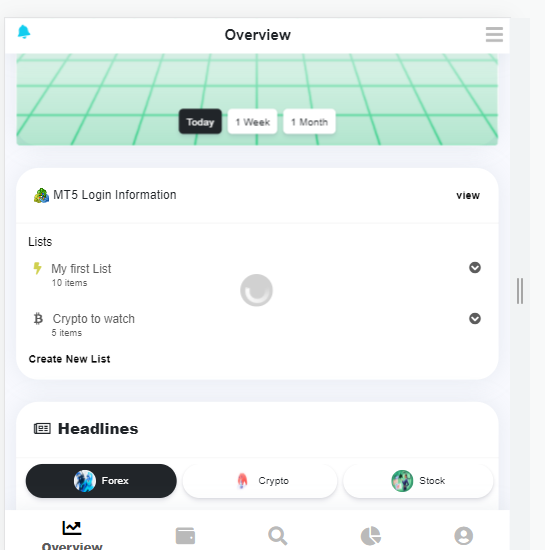 Overview
Today
1 Week
1 Month
MT5 Login Information
view
Lists
My first List
10 items
Crypto to watch
5 items
Create New List
Headlines
Forex
Crypto
Stock
Overview